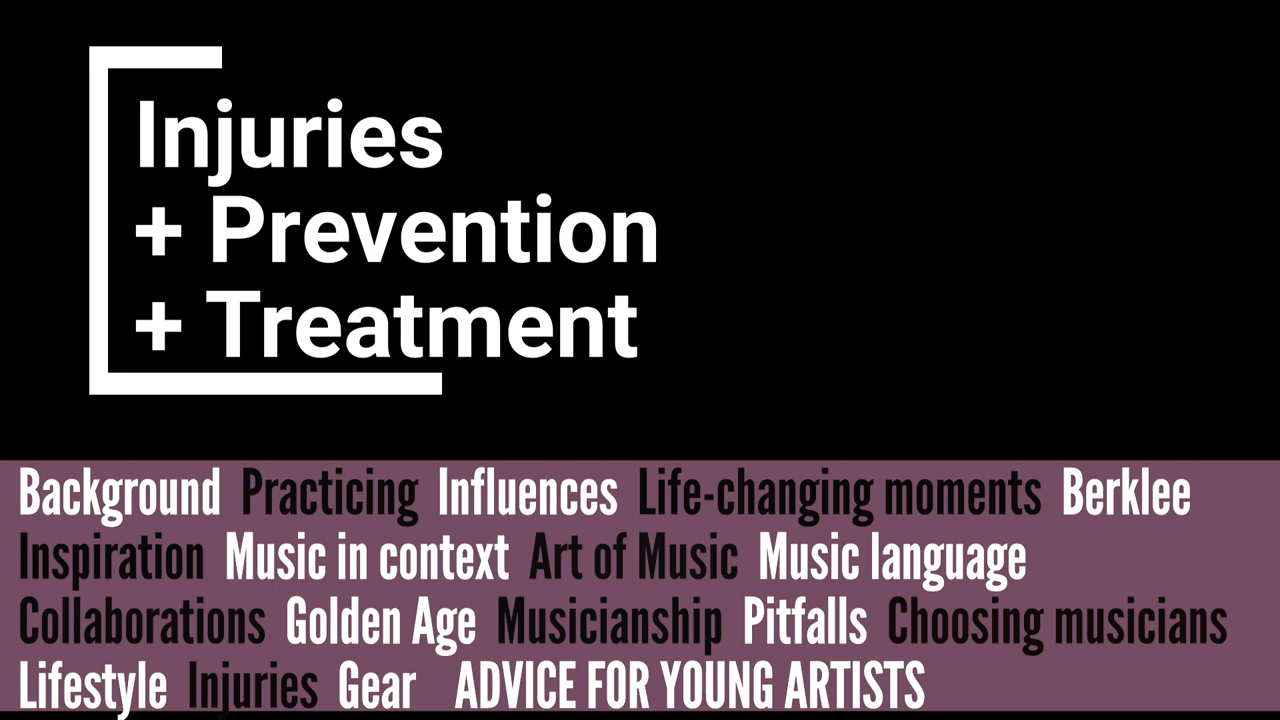 Injuries
+ Prevention
+ Treatment
Background Practicing Influences Life-changing moments Berklee
Inspiration Music in context Art of Music Music language
Collaborations Golden Age Musicianship Pitfalls Choosing musicians
Lifestyle Injuries Gear ADVICE FOR YOUNG ARTISTS